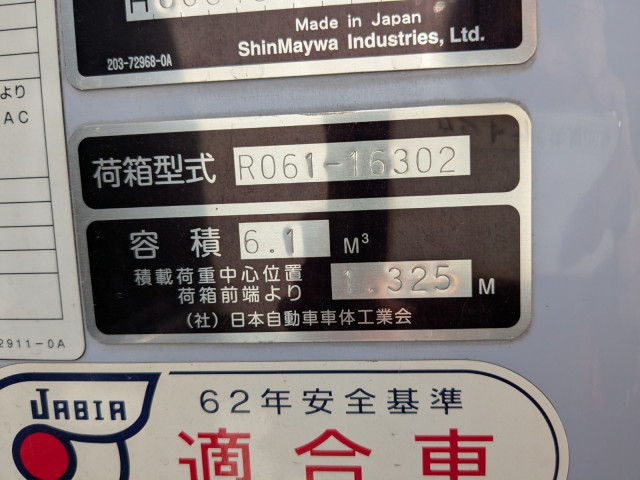 Made in Japan
203-72968-0A ShinMaywa Industries, Ltd.
より
AC
荷箱型式 R061-16302
容積 6.1 M³
積載荷重中心位置
荷箱前端より 1.325 M
(社)日本自動車車体工業会
2911-0A
JABIA 62年安全基準
適合車